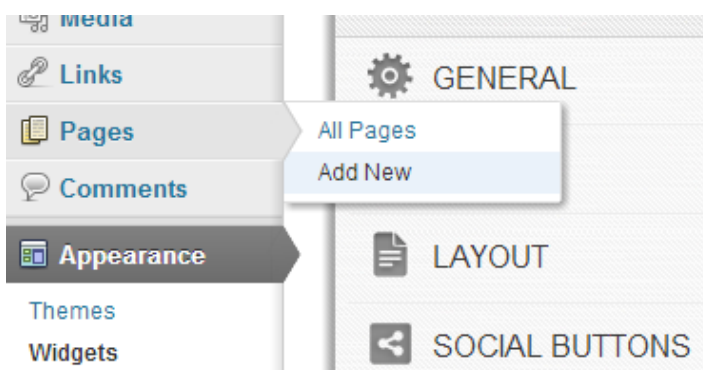 Media
Links
Pages
Comments
Appearance
Themes
Widgets
All Pages
Add New
GENERAL
LAYOUT
SOCIAL BUTTONS